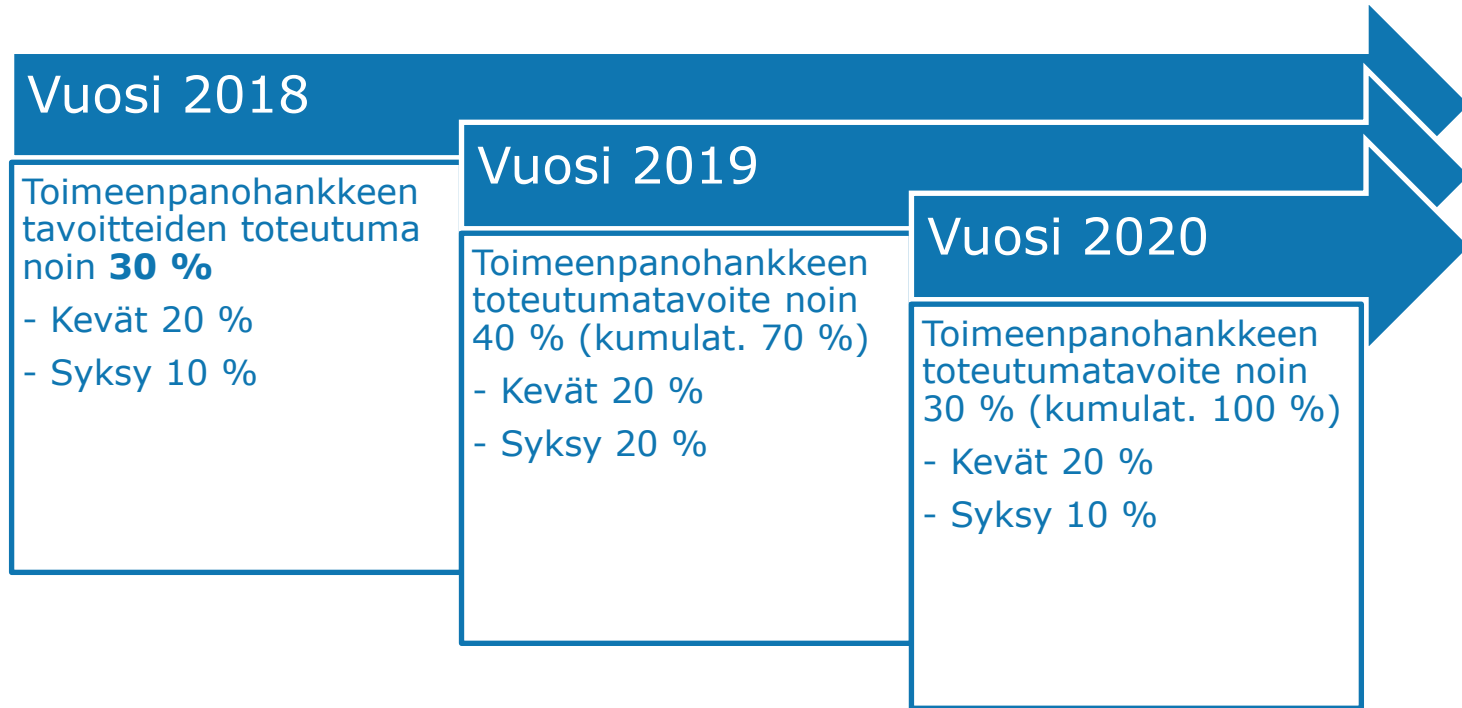 Vuosi 2018
Toimeenpanohankkeen
tavoitteiden toteutuma
noin 30 %
- Kevät 20 %
- Syksy 10 %
Vuosi 2019
Toimeenpanohankkeen
toteutumatavoite noin
40 % (kumulat. 70 %)
- Kevät 20 %
- Syksy 20 %
Vuosi 2020
Toimeenpanohankkeen
toteutumatavoite noin
30 % (kumulat. 100 %)
- Kevät 20 %
- Syksy 10 %